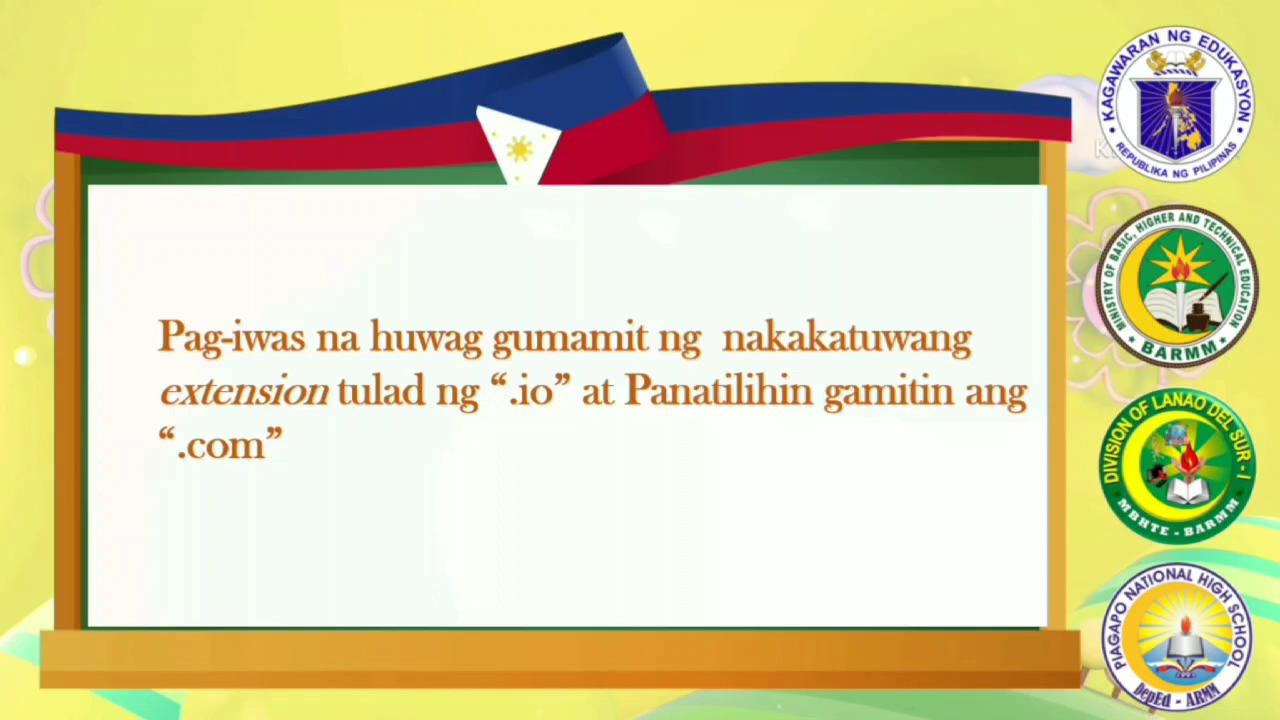 Pag-iwas na huwag gumamit ng nakakatuwang
extension tulad ng “.io” at Panatilihin gamitin ang
“.com”
KAGAWARAN NG EDUKASYON
REPUBLIKA NG PILIPINAS
MINISTRY OF BASIC, HIGHER AND TECHNICAL EDUCATION
BARMM
DIVISION OF LANAO DEL SUR - I
MBHTE - BARMM
PIAGAPO NATIONAL HIGH SCHOOL
DepEd - ARMM